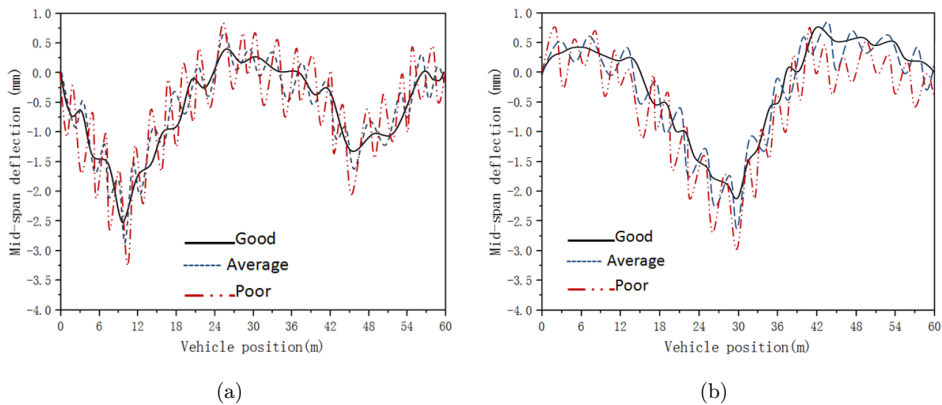 1.0
0.5
0.0
-0.5
-1.0
-1.5
-2.0
-2.5
-3.0
-3.5
-4.0
Mid-span deflection (mm)
Good
Average
Poor
0 6 12 18 24 30 36 42 48 54 60
Vehicle position(m)
(a)
1.0
0.5
0.0
-0.5
-1.0
-1.5
-2.0
-2.5
-3.0
-3.5
-4.0
Mid-span deflection (mm)
Good
Average
Poor
0 6 12 18 24 30 36 42 48 54 60
Vehicle position(m)
(b)